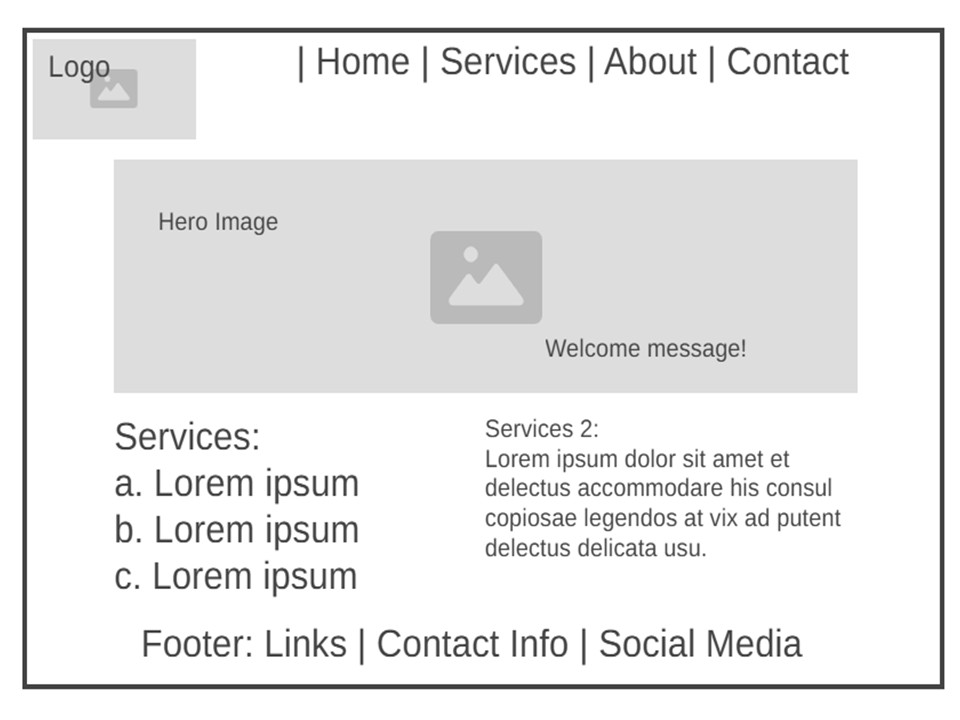 Logo
| Home | Services | About | Contact
Hero Image
Welcome message!
Services:
a. Lorem ipsum
b. Lorem ipsum
c. Lorem ipsum
Services 2:
Lorem ipsum dolor sit amet et
delectus accommodare his consul
copiosae legendos at vix ad putent
delectus delicata usu.
Footer: Links | Contact Info | Social Media